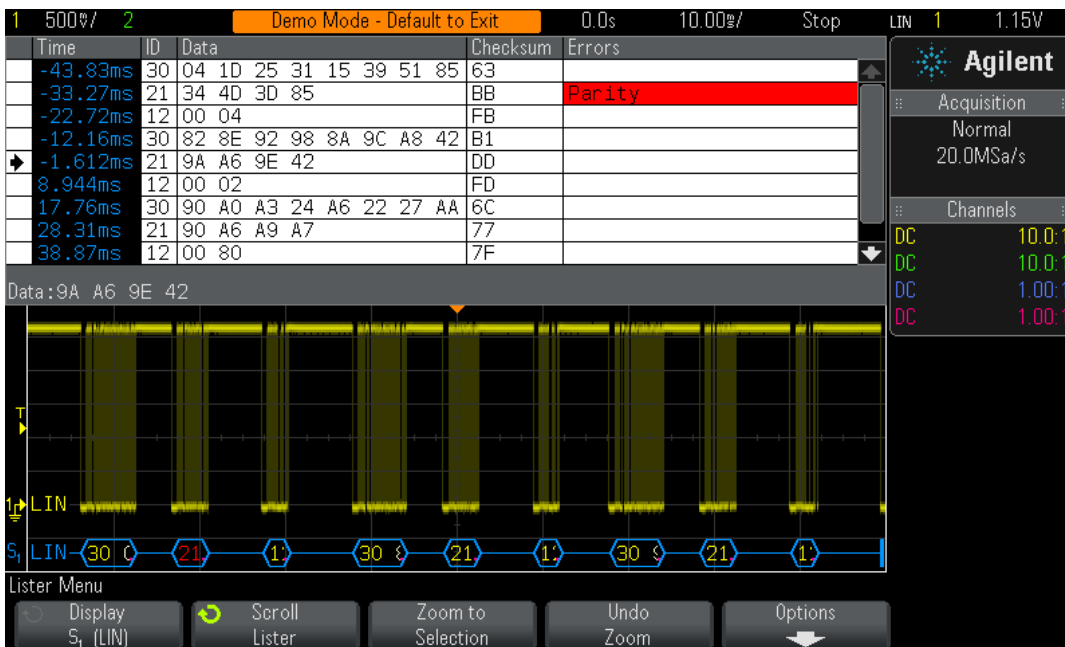 1 500㎷/ 2 Demo Mode - Default to Exit 0.0s 10.00㎳/ Stop LIN 1 1.15V
Time ID Data Checksum Errors
-43.83ms 30 04 1D 25 31 15 39 51 85 63
-33.27ms 21 34 4D 3D 85 BB Parity
-22.72ms 12 00 04 FB
-12.16ms 30 82 8E 92 98 8A 9C A8 42 B1
-1.612ms 21 9A A6 9E 42 DD
8.944ms 12 00 02 FD
17.76ms 30 90 A0 A3 24 A6 22 27 AA 6C
28.31ms 21 90 A6 A9 A7 77
38.87ms 12 00 80 7F
Data:9A A6 9E 42
Agilent
Acquisition
Normal
20.0MSa/s
Channels
DC 10.0:1
DC 10.0:1
DC 1.00:1
DC 1.00:1
T
1 LIN
S1 LIN 30 21 30 21 30 21
Lister Menu
Display
S1 (LIN)
Scroll
Lister
Zoom to
Selection
Undo
Zoom
Options